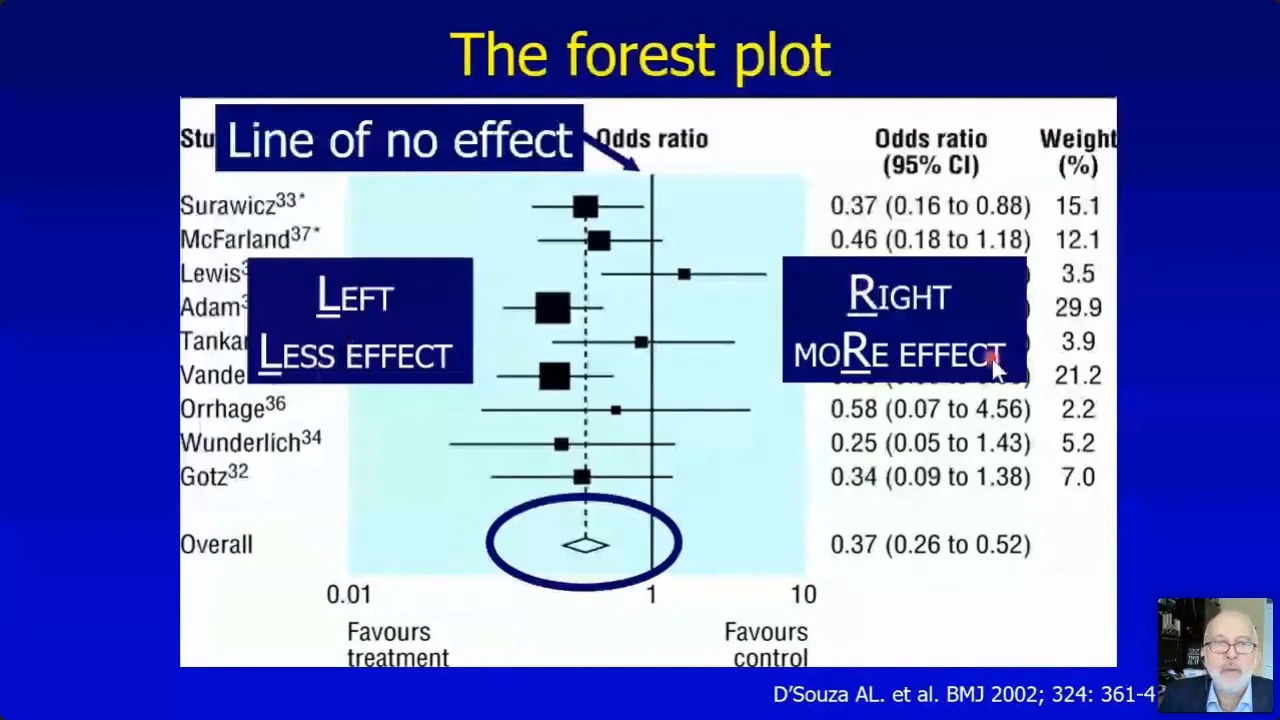 The forest plot
Line of no effect
Odds ratio
Odds ratio
(95% CI)
Weight
(%)
Surawicz33* 0.37 (0.16 to 0.88) 15.1
McFarland37* 0.46 (0.18 to 1.18) 12.1
Lewis 3.5
Adam 29.9
3.9
21.2
LEFT
LESS EFFECT
RIGHT
MORE EFFECT
Orrhage36 0.58 (0.07 to 4.56) 2.2
Wunderlich34 0.25 (0.05 to 1.43) 5.2
Gotz32 0.34 (0.09 to 1.38) 7.0
Overall 0.37 (0.26 to 0.52)
0.01 1 10
Favours
treatment
Favours
control
D'Souza AL. et al. BMJ 2002; 324: 361-4